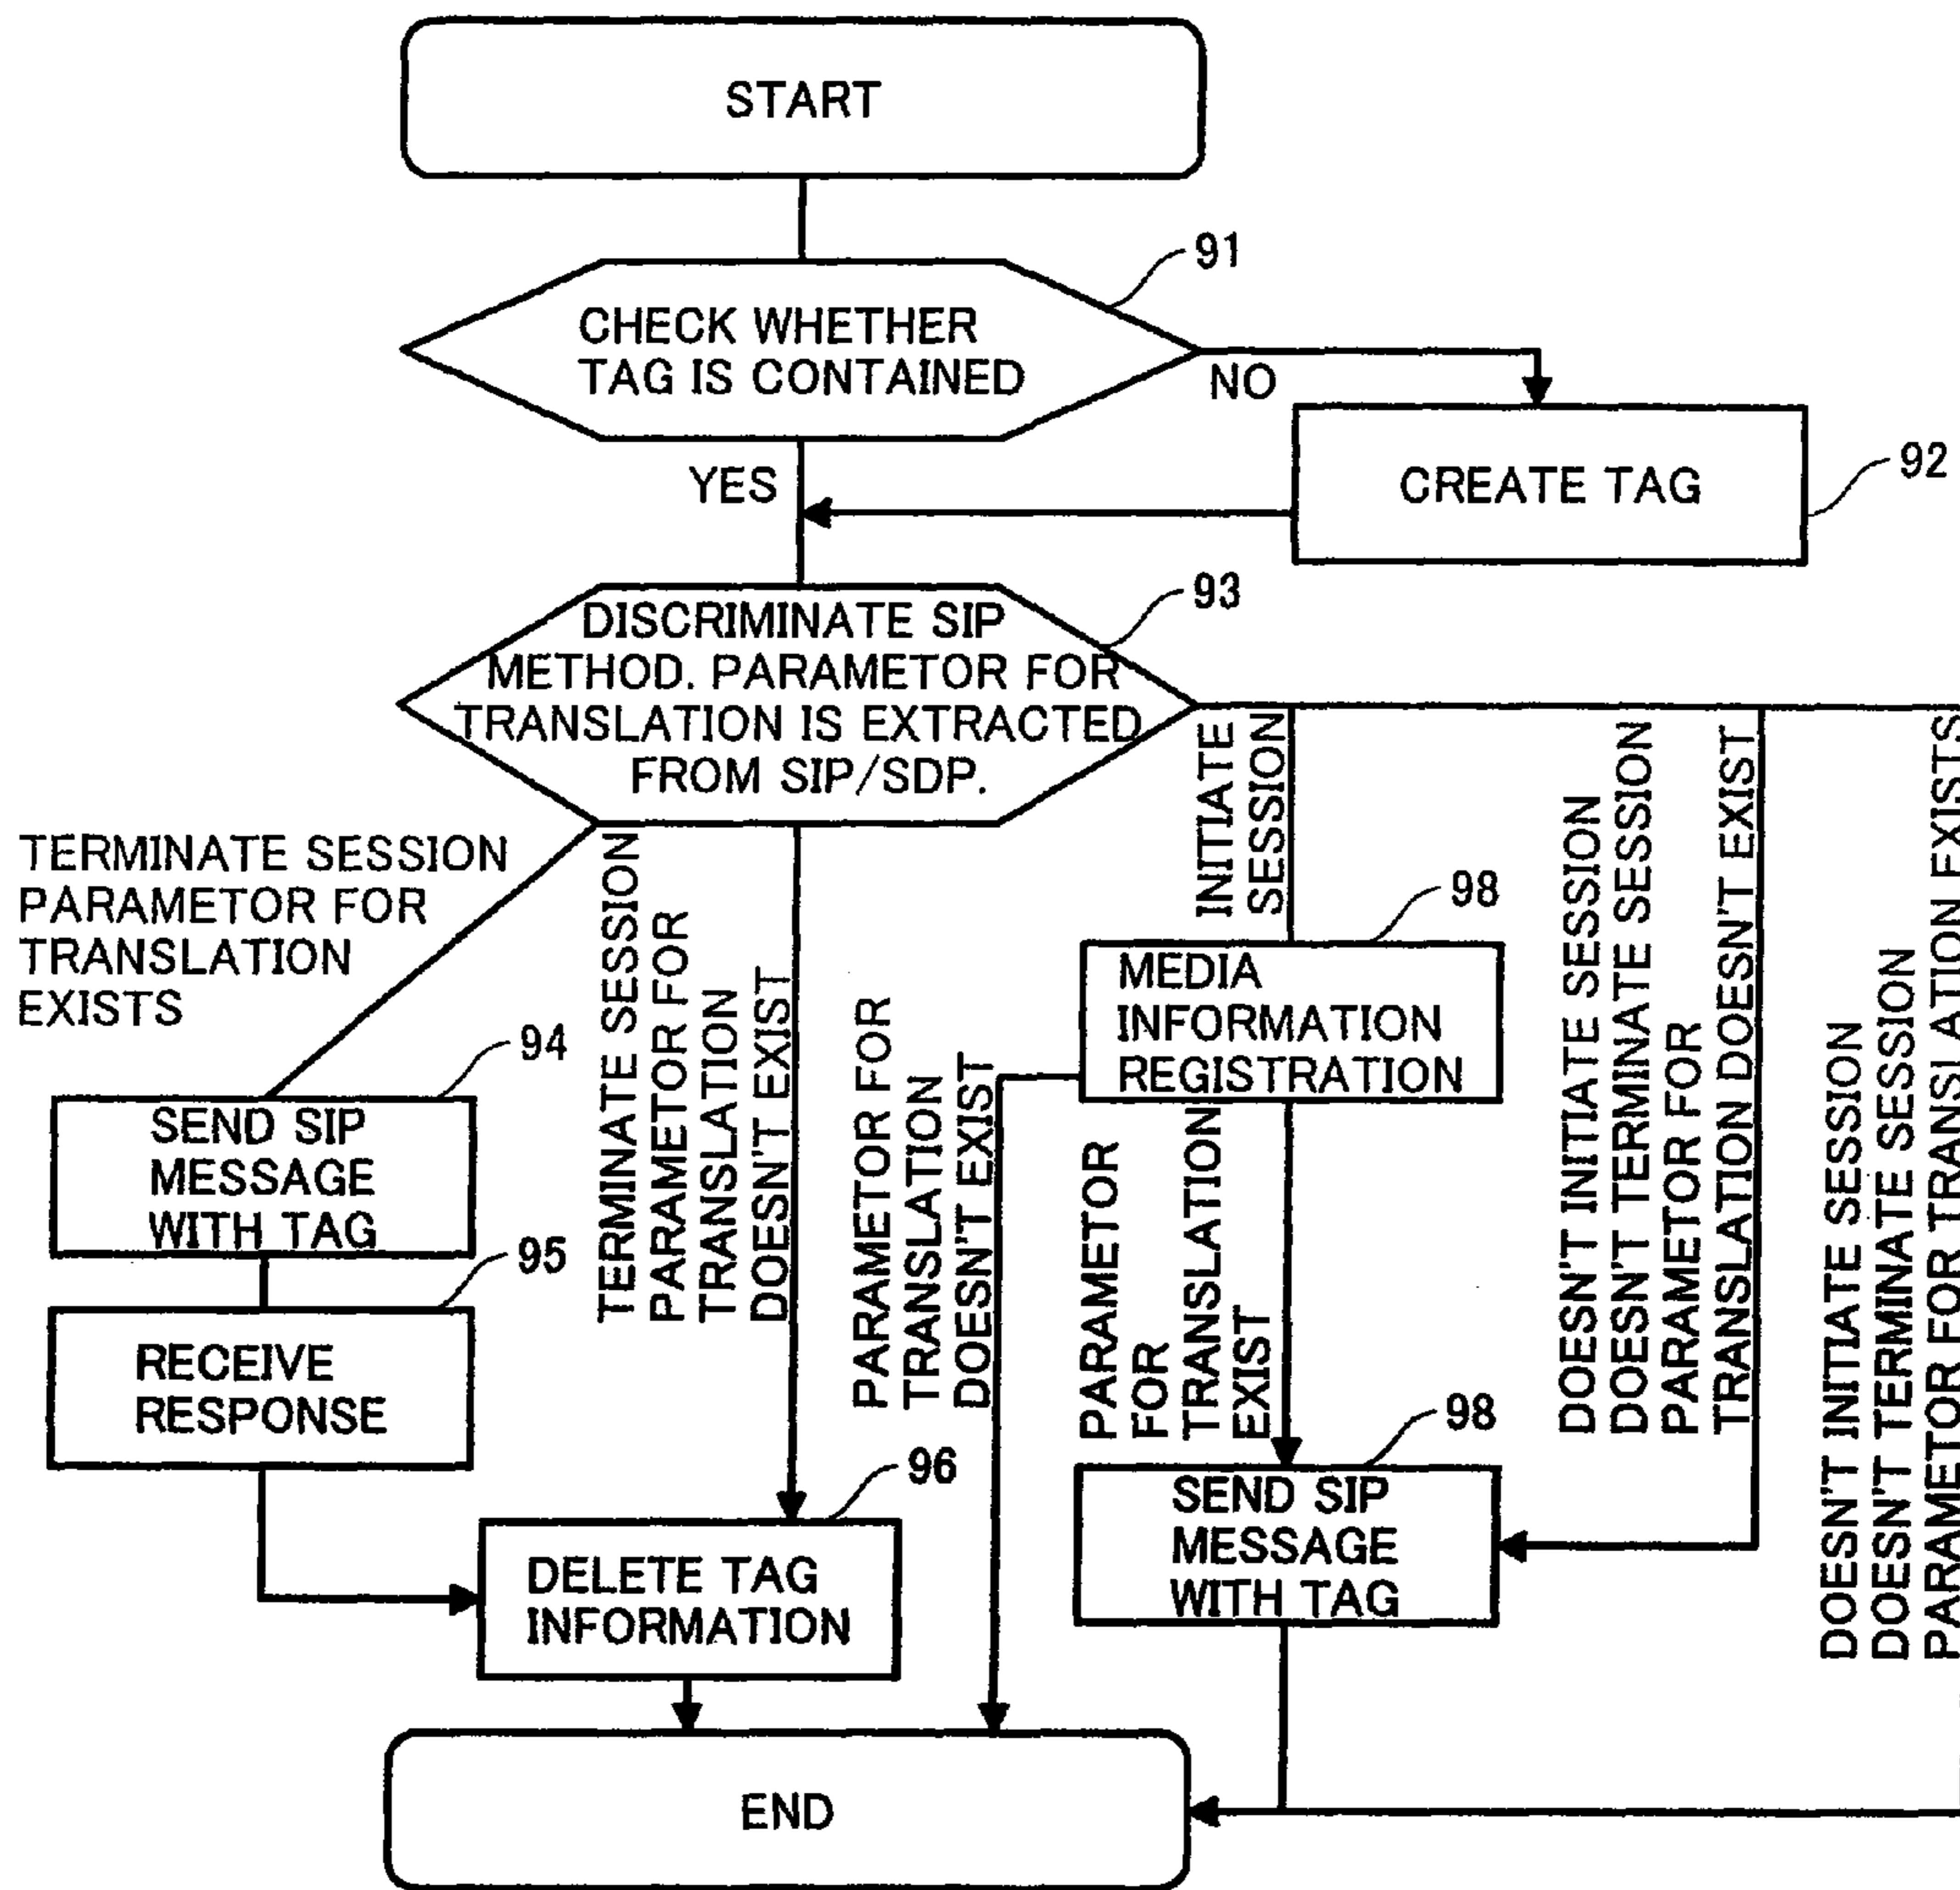 START
91
CHECK WHETHER
TAG IS CONTAINED
NO
YES
CREATE TAG
92
93
DISCRIMINATE SIP
METHOD. PARAMETOR FOR
TRANSLATION IS EXTRACTED
FROM SIP/SDP.
TERMINATE SESSION
PARAMETOR FOR
TRANSLATION
EXISTS
TERMINATE SESSION
PARAMETOR FOR
TRANSLATION
DOESN'T EXIST
INITIATE
SESSION
98
MEDIA
INFORMATION
REGISTRATION
DOESN'T INITIATE SESSION
DOESN'T TERMINATE SESSION
PARAMETOR FOR
TRANSLATION DOESN'T EXIST
DOESN'T INITIATE SESSION
DOESN'T TERMINATE SESSION
PARAMETOR FOR TRANSLATION EXISTS
94
SEND SIP
MESSAGE
WITH TAG
95
RECEIVE
RESPONSE
PARAMETOR FOR
TRANSLATION
DOESN'T EXIST
PARAMETOR
FOR
TRANSLATION
EXIST
96
DELETE TAG
INFORMATION
98
SEND SIP
MESSAGE
WITH TAG
END